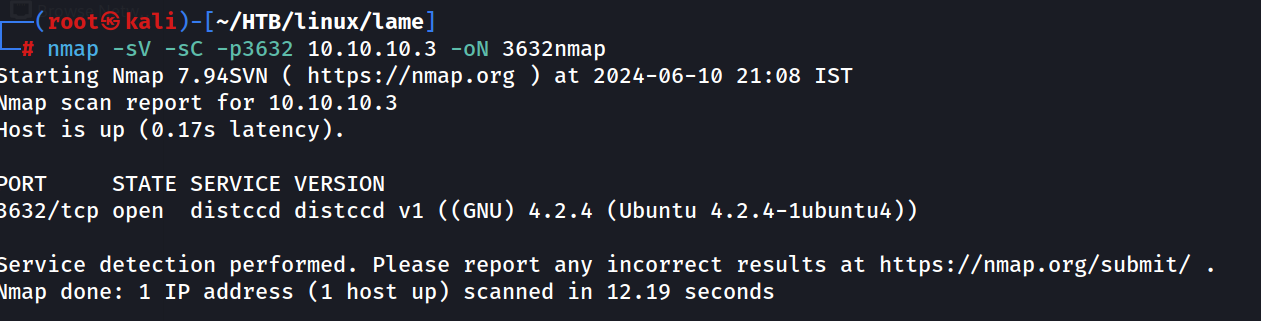 (root㉿kali)-[~/HTB/linux/lame]
# nmap -sV -sC -p3632 10.10.10.3 -oN 3632nmap
Starting Nmap 7.94SVN ( https://nmap.org ) at 2024-06-10 21:08 IST
Nmap scan report for 10.10.10.3
Host is up (0.17s latency).
PORT     STATE SERVICE VERSION
3632/tcp open  distccd distccd v1 ((GNU) 4.2.4 (Ubuntu 4.2.4-1ubuntu4))
Service detection performed. Please report any incorrect results at https://nmap.org/submit/ .
Nmap done: 1 IP address (1 host up) scanned in 12.19 seconds